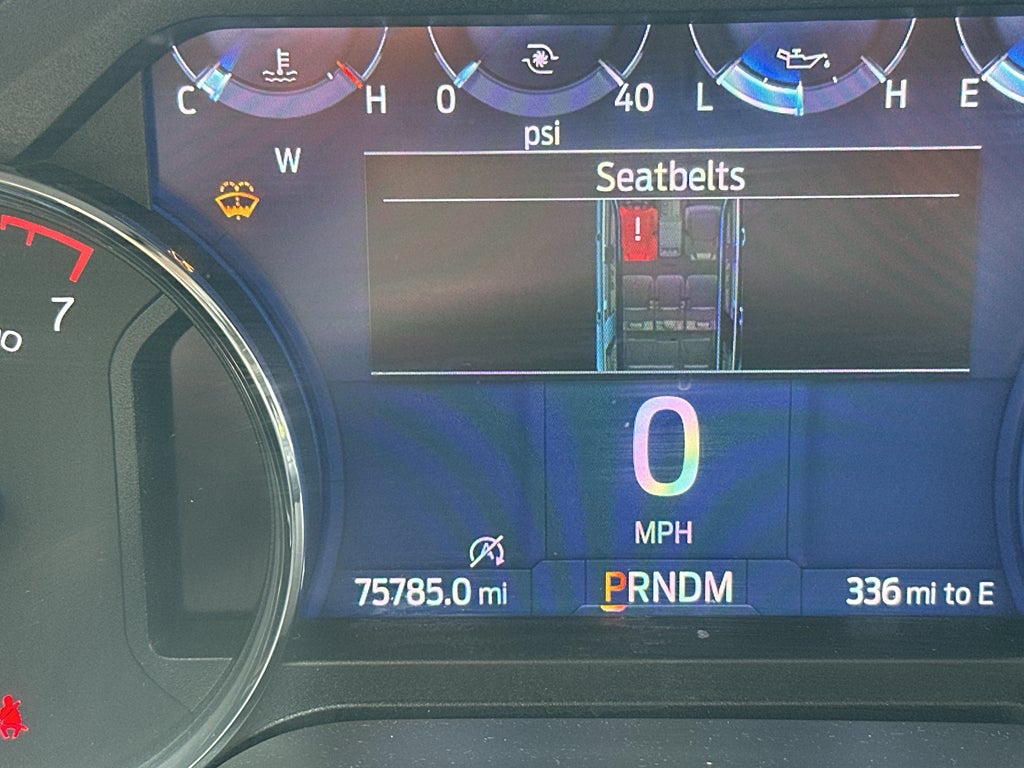 C H 0 40 L H E
psi
W
Seatbelts
!
7
0
MPH
75785.0 mi
PRNDM
336 mi to E